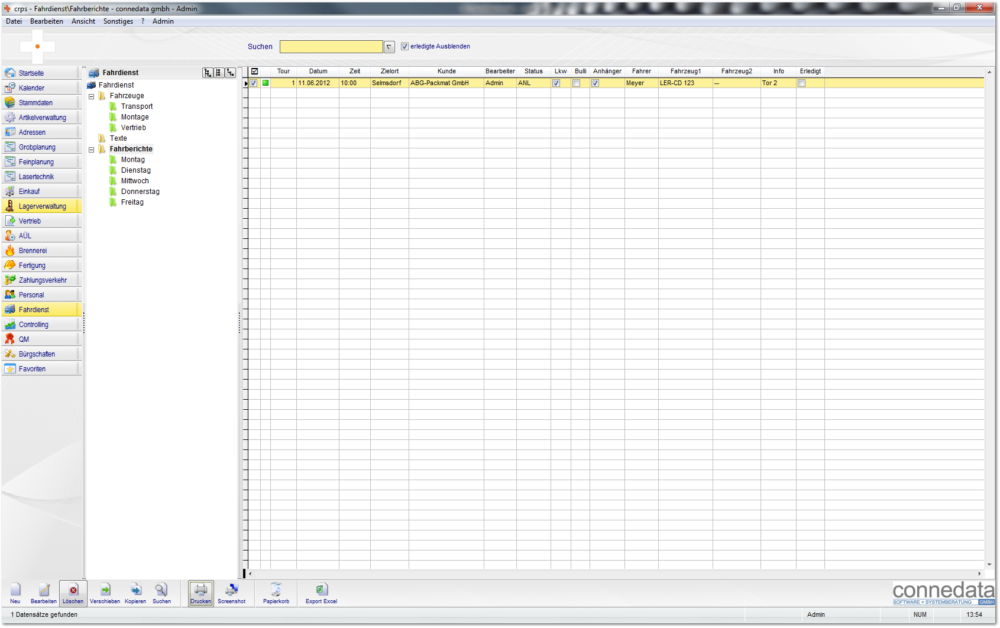 crps - Fahrdienst\Fahrberichte - connedata gmbh - Admin
Datei Bearbeiten Ansicht Sonstiges ? Admin
Suchen erledigte Ausblenden
Startseite
Kalender
Stammdaten
Artikelverwaltung
Adressen
Grobplanung
Feinplanung
Lasertechnik
Einkauf
Lagerverwaltung
Vertrieb
AÜL
Brennerei
Fertigung
Zahlungsverkehr
Personal
Fahrdienst
Controlling
QM
Bürgschaften
Favoriten
Fahrdienst
Fahrdienst
Fahrzeuge
Transport
Montage
Vertrieb
Texte
Fahrberichte
Montag
Dienstag
Mittwoch
Donnerstag
Freitag
Tour Datum Zeit Zielort Kunde Bearbeiter Status Lkw Bulli Anhänger Fahrer Fahrzeug1 Fahrzeug2 Info Erledigt
1 11.06.2012 10:00 Selmsdorf ABG-Packmat GmbH Admin ANL Meyer LER-CD 123 -- Tor 2
Neu Bearbeiten Löschen Verschieben Kopieren Suchen Drucken Screenshot Papierkorb Export Excel
connedata
SOFTWARE + SYSTEMBERATUNG GMBH
1 Datensätze gefunden Admin NUM 13:54